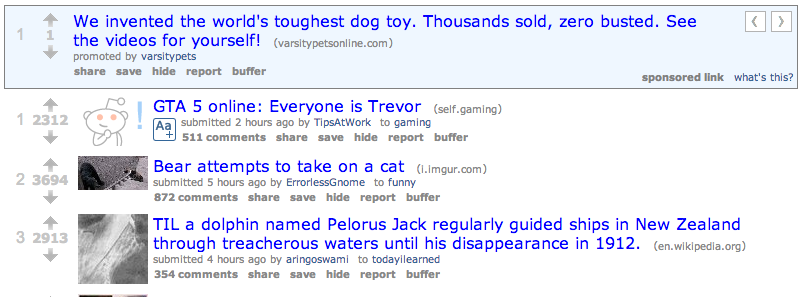 We invented the world's toughest dog toy. Thousands sold, zero busted. See
1 1 the videos for yourself! (varsitypetsonline.com)
promoted by varsitypets
share save hide report buffer
sponsored link what's this?
GTA 5 online: Everyone is Trevor (self.gaming)
1 2312 submitted 2 hours ago by TipsAtWork to gaming
Aa+ 511 comments share save hide report buffer
Bear attempts to take on a cat (i.imgur.com)
2 3694 submitted 5 hours ago by ErrorlessGnome to funny
872 comments share save hide report buffer
TIL a dolphin named Pelorus Jack regularly guided ships in New Zealand
3 2913 through treacherous waters until his disappearance in 1912. (en.wikipedia.org)
submitted 4 hours ago by aringoswami to todayilearned
354 comments share save hide report buffer